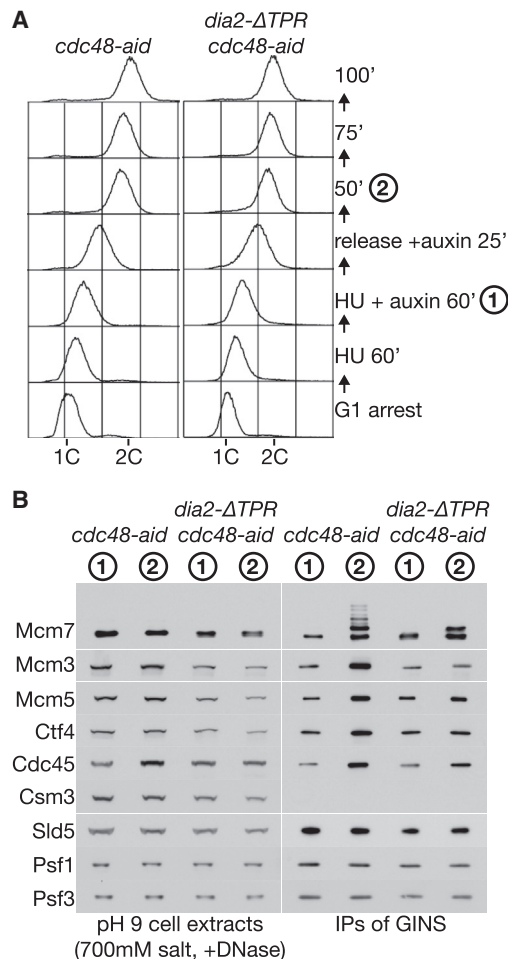 A
cdc48-aid
dia2-ΔTPR
cdc48-aid
100’
75’
50’ 2
release +auxin 25’
HU + auxin 60’ 1
HU 60’
G1 arrest
1C 2C 1C 2C
B
dia2-ΔTPR dia2-ΔTPR
cdc48-aid cdc48-aid cdc48-aid cdc48-aid
1 2 1 2 1 2 1 2
Mcm7
Mcm3
Mcm5
Ctf4
Cdc45
Csm3
Sld5
Psf1
Psf3
pH 9 cell extracts IPs of GINS
(700mM salt, +DNase)